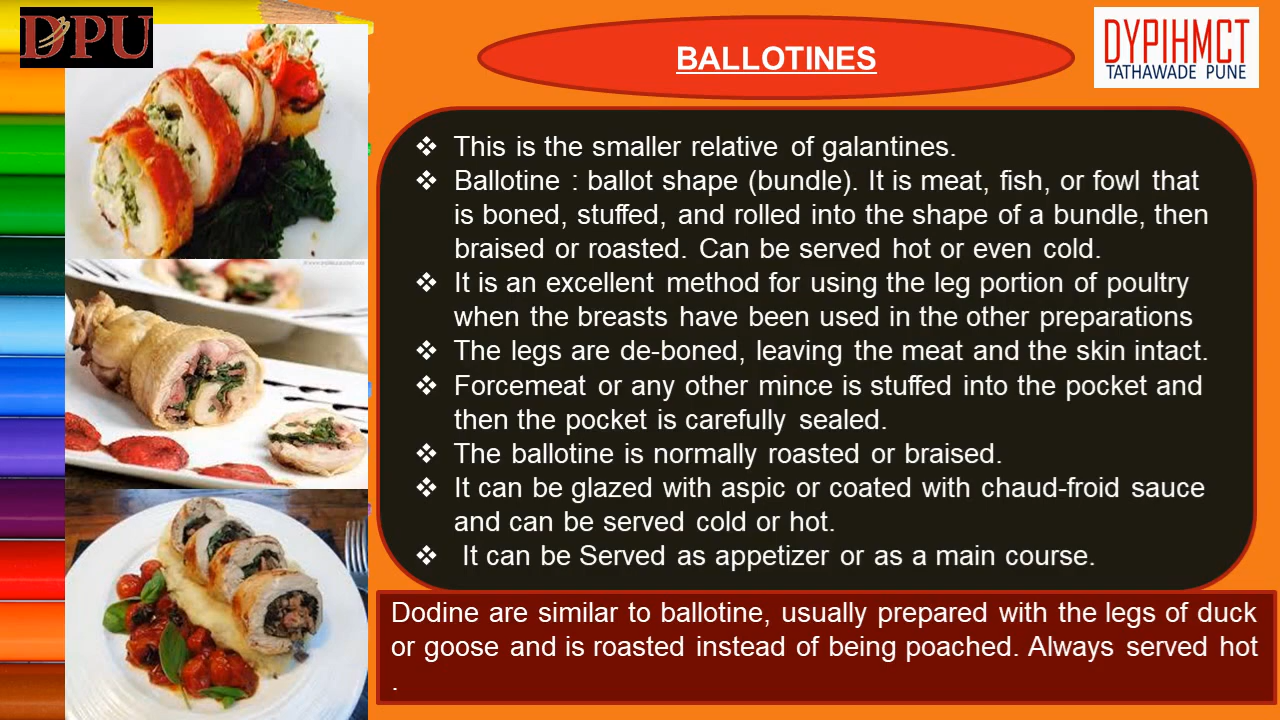 DPU
BALLOTINES
DYPIHMCT
TATHAWADE PUNE
❖ This is the smaller relative of galantines.
❖ Ballotine : ballot shape (bundle). It is meat, fish, or fowl that
is boned, stuffed, and rolled into the shape of a bundle, then
braised or roasted. Can be served hot or even cold.
❖ It is an excellent method for using the leg portion of poultry
when the breasts have been used in the other preparations
❖ The legs are de-boned, leaving the meat and the skin intact.
❖ Forcemeat or any other mince is stuffed into the pocket and
then the pocket is carefully sealed.
❖ The ballotine is normally roasted or braised.
❖ It can be glazed with aspic or coated with chaud-froid sauce
and can be served cold or hot.
❖ It can be Served as appetizer or as a main course.
Dodine are similar to ballotine, usually prepared with the legs of duck
or goose and is roasted instead of being poached. Always served hot
.